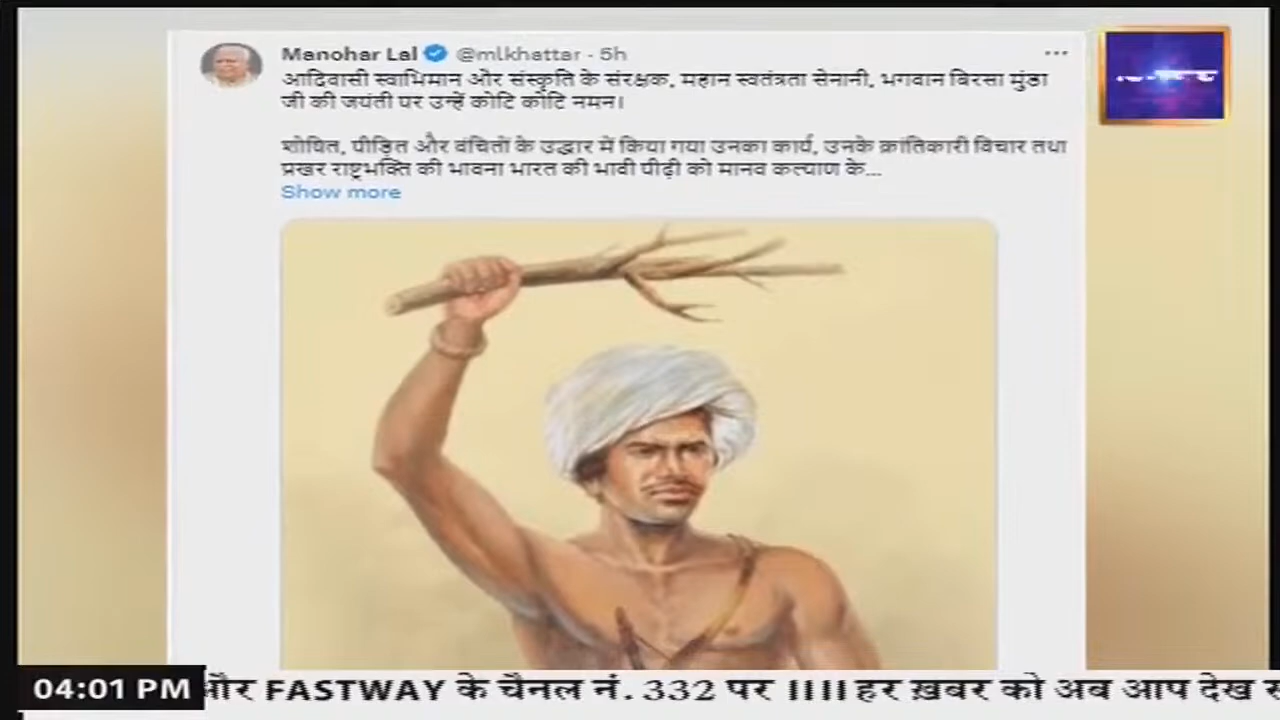 Manohar Lal @mlkhattar · 5h
आदिवासी स्वाभिमान और संस्कृति के संरक्षक, महान स्वतंत्रता सेनानी, भगवान बिरसा मुंडा
जी की जयंती पर उन्हें कोटि कोटि नमन।
शोषित, पीड़ित और वंचितों के उद्धार में किया गया उनका कार्य, उनके क्रांतिकारी विचार तथा
प्रखर राष्ट्रभक्ति की भावना भारत की भावी पीढ़ी को मानव कल्याण के...
Show more
04:01 PM और FASTWAY के चैनल नं. 332 पर IIII हर ख़बर को अब आप देख